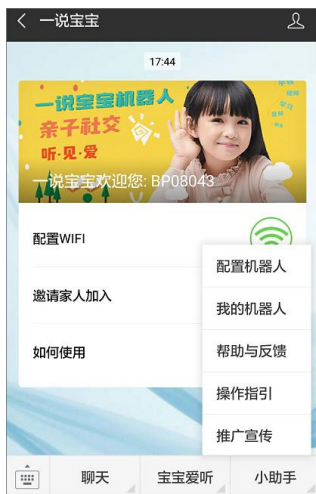 一说宝宝
17:44
一说宝宝机器人
亲子社交
听·见·爱
一说宝宝欢迎您: BP08043
配置WIFI
邀请家人加入
如何使用
配置机器人
我的机器人
帮助与反馈
操作指引
推广宣传
聊天
宝宝爱听
小助手